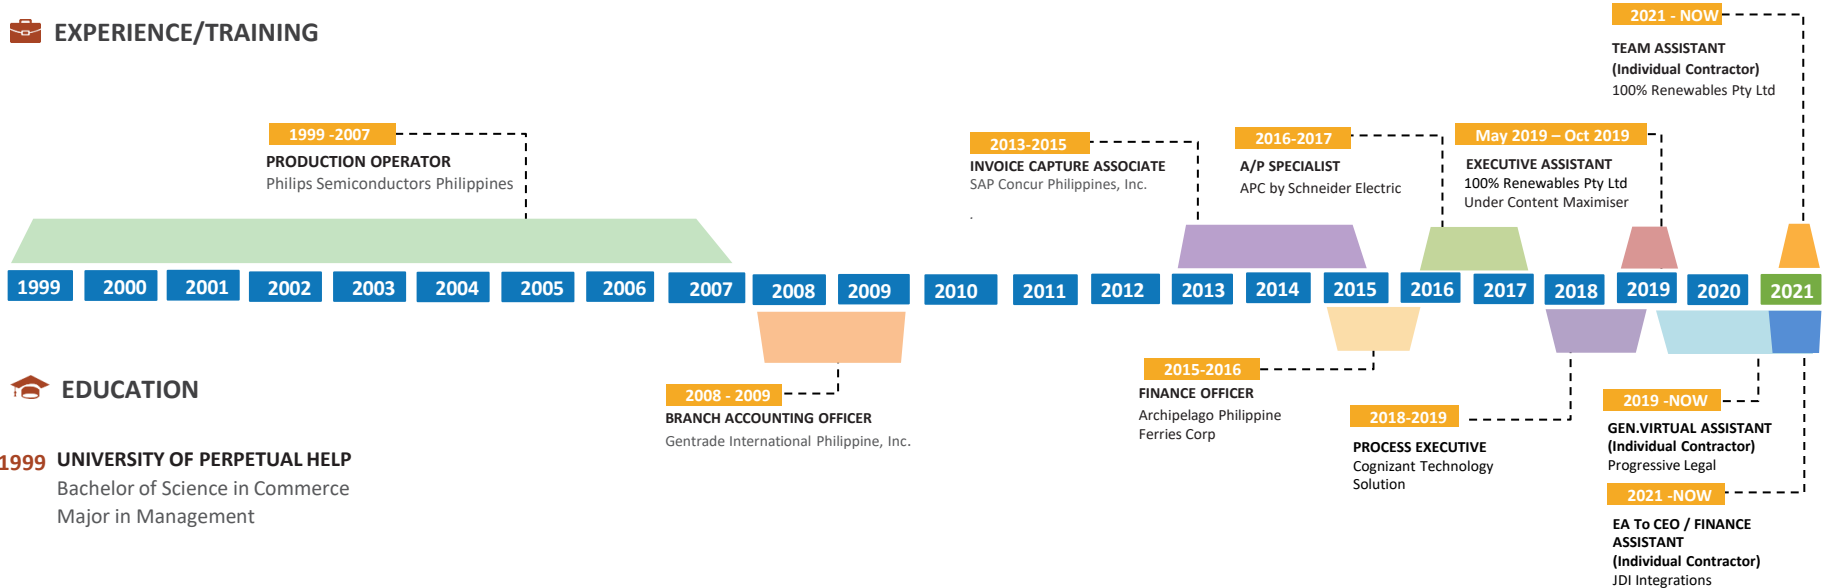 EXPERIENCE/TRAINING
2021 - NOW
TEAM ASSISTANT
(Individual Contractor)
100% Renewables Pty Ltd
1999 -2007
PRODUCTION OPERATOR
Philips Semiconductors Philippines
2013-2015
INVOICE CAPTURE ASSOCIATE
SAP Concur Philippines, Inc.
.
2016-2017
A/P SPECIALIST
APC by Schneider Electric
May 2019 – Oct 2019
EXECUTIVE ASSISTANT
100% Renewables Pty Ltd
Under Content Maximiser
1999 2000 2001 2002 2003 2004 2005 2006 2007 2008 2009 2010 2011 2012 2013 2014 2015 2016 2017 2018 2019 2020 2021
2008 - 2009
BRANCH ACCOUNTING OFFICER
Gentrade International Philippine, Inc.
2015-2016
FINANCE OFFICER
Archipelago Philippine
Ferries Corp
2018-2019
PROCESS EXECUTIVE
Cognizant Technology
Solution
2019 -NOW
GEN.VIRTUAL ASSISTANT
(Individual Contractor)
Progressive Legal
2021 -NOW
EA To CEO / FINANCE
ASSISTANT
(Individual Contractor)
JDI Integrations
EDUCATION
1999 UNIVERSITY OF PERPETUAL HELP
Bachelor of Science in Commerce
Major in Management